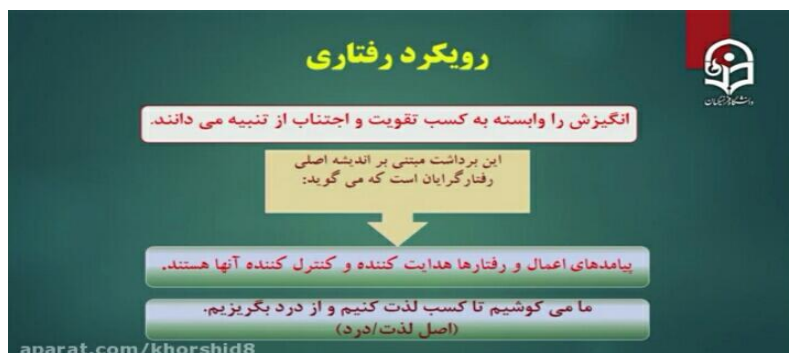 رویکرد رفتاری
دانشگاه فرهنگیان
انگیزش را وابسته به کسب تقویت و اجتناب از تنبیه می دانند.
این برداشت مبتنی بر اندیشه اصلی
رفتارگرایان است که می گوید:
پیامدهای اعمال و رفتارها هدایت کننده و کنترل کننده آنها هستند.
ما می کوشیم تا کسب لذت کنیم و از درد بگریزیم.
(اصل لذت/درد)
aparat.com/khorshid8